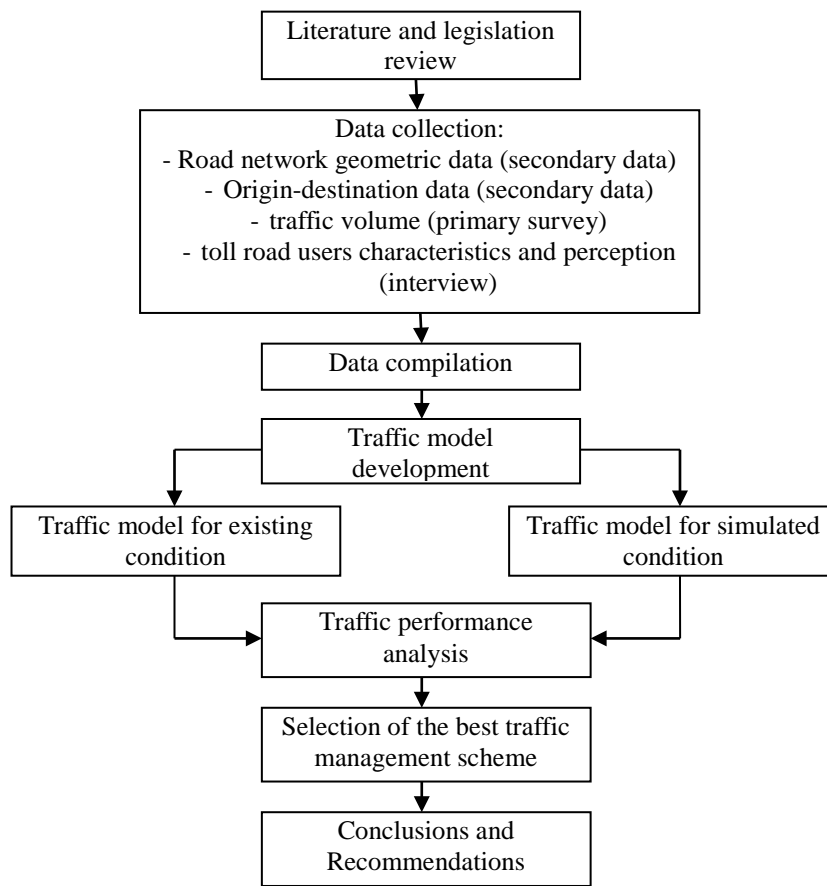 Literature and legislation
review
Data collection:
- Road network geometric data (secondary data)
- Origin-destination data (secondary data)
- traffic volume (primary survey)
- toll road users characteristics and perception
(interview)
Data compilation
Traffic model
development
Traffic model for existing
condition
Traffic model for simulated
condition
Traffic performance
analysis
Selection of the best traffic
management scheme
Conclusions and
Recommendations